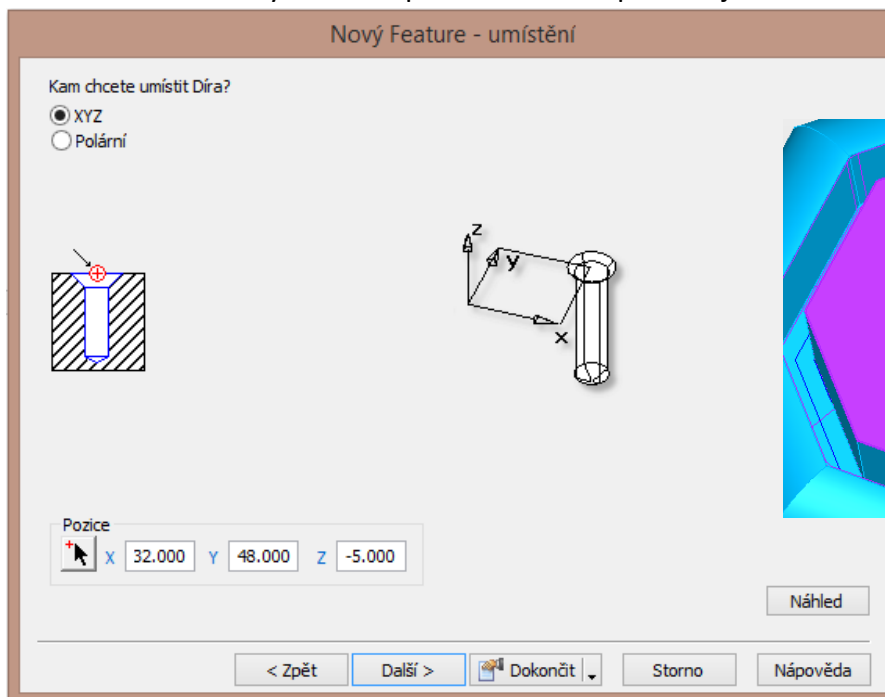 Nový Feature - umístění
Kam chcete umístit Díra?
XYZ
Polární
z
y
x
Pozice
X 32.000 Y 48.000 Z -5.000
Náhled
< Zpět Další > Dokončit Storno Nápověda